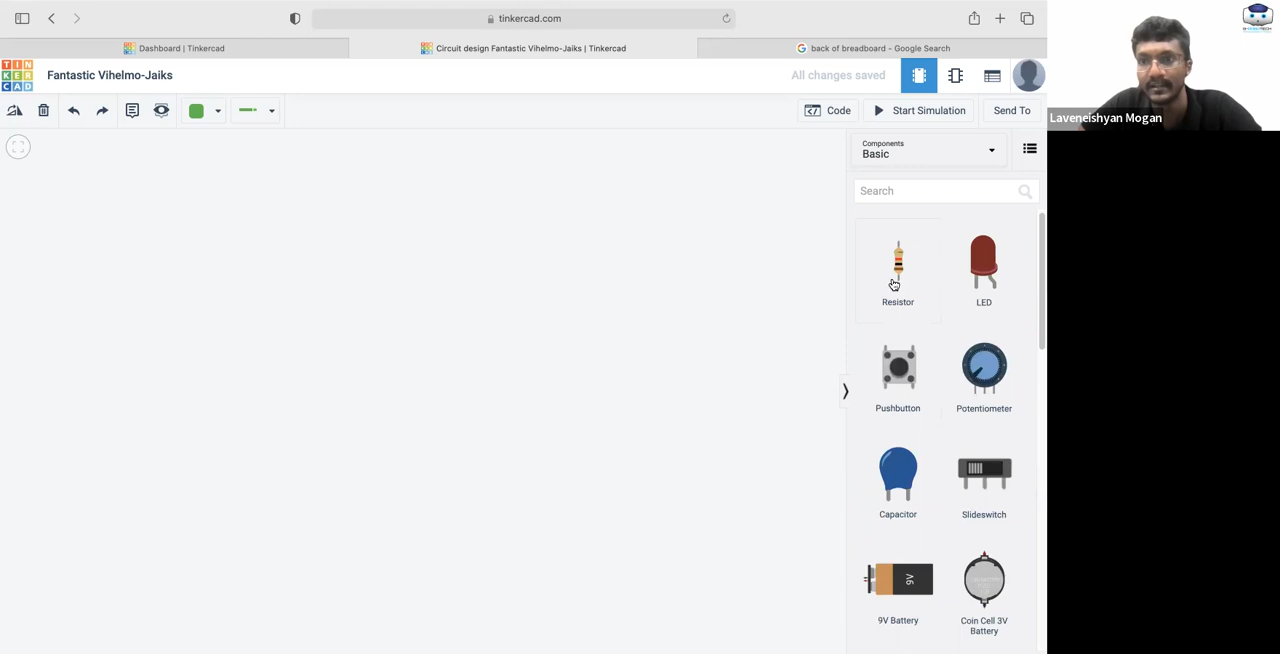 tinkercad.com
Dashboard | Tinkercad
Circuit design Fantastic Vihelmo-Jaiks | Tinkercad
back of breadboard - Google Search
TIN
KER
CAD
Fantastic Vihelmo-Jaiks
All changes saved
Code
Start Simulation
Send To
Laveneishyan Mogan
Components
Basic
Search
Resistor
LED
Pushbutton
Potentiometer
Capacitor
Slideswitch
9V
9V Battery
Coin Cell 3V
Battery